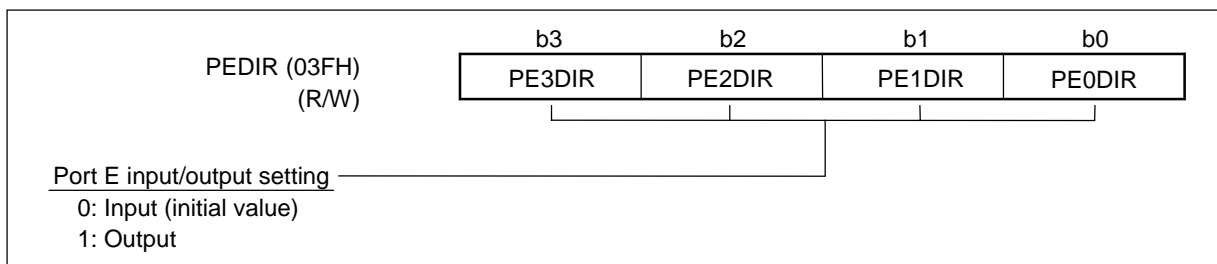 b3 b2 b1 b0
PEDIR (03FH) PE3DIR PE2DIR PE1DIR PE0DIR
(R/W)
Port E input/output setting
0: Input (initial value)
1: Output